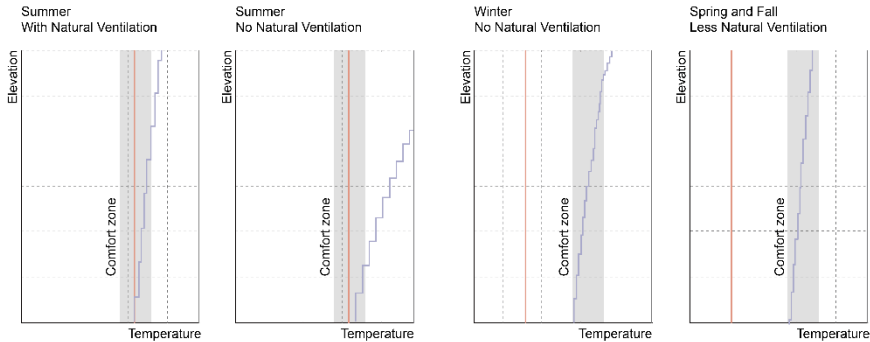 Summer
With Natural Ventilation
Elevation
Comfort zone
Temperature
Summer
No Natural Ventilation
Elevation
Comfort zone
Temperature
Winter
No Natural Ventilation
Elevation
Comfort zone
Temperature
Spring and Fall
Less Natural Ventilation
Elevation
Comfort zone
Temperature